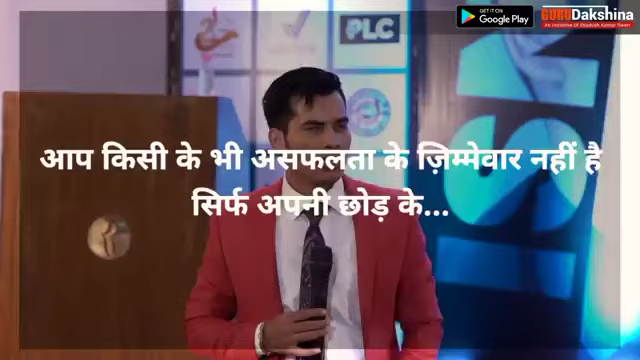 GET IT ON
Google Play
GURUDakshina
PLC
आप किसी के भी असफलता के ज़िम्मेवार नहीं है
सिर्फ अपनी छोड़ के...